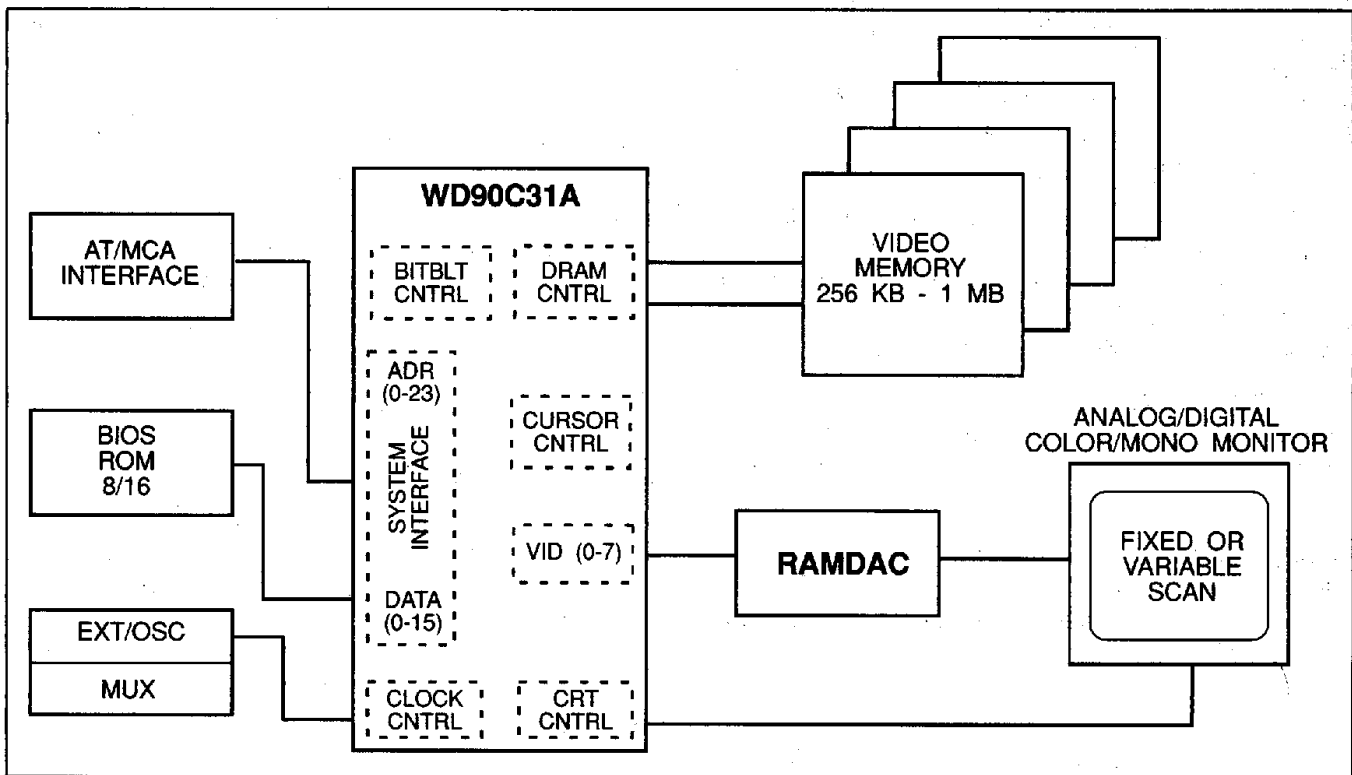 WD90C31A
AT/MCA
INTERFACE
BIOS
ROM
8/16
EXT/OSC
MUX
BITBLT
CNTRL
DRAM
CNTRL
ADR
(0-23)
SYSTEM
INTERFACE
DATA
(0-15)
CURSOR
CNTRL
VID (0-7)
CLOCK
CNTRL
CRT
CNTRL
VIDEO
MEMORY
256 KB - 1 MB
RAMDAC
ANALOG/DIGITAL
COLOR/MONO MONITOR
FIXED OR
VARIABLE
SCAN